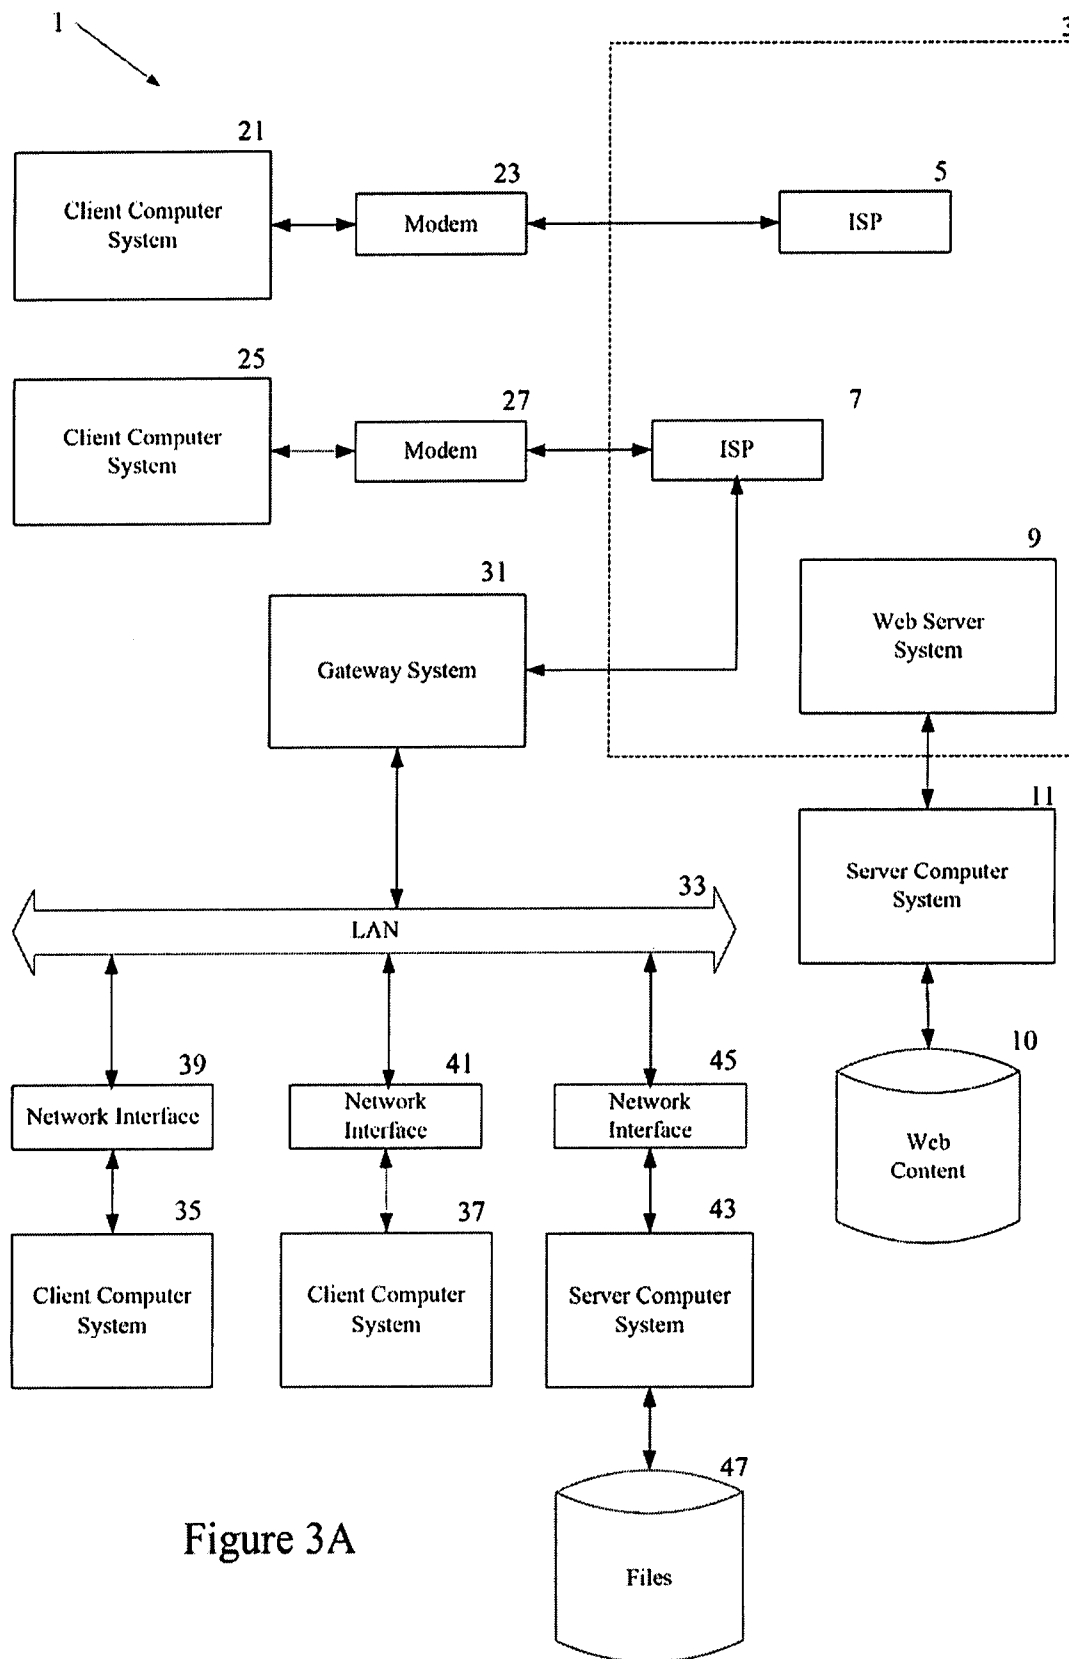 1
3
21
Client Computer
System
23
Modem
5
ISP
25
Client Computer
System
27
Modem
7
ISP
31
Gateway System
9
Web Server
System
11
Server Computer
System
33
LAN
10
Web
Content
39
Network Interface
41
Network
Interface
45
Network
Interface
35
Client Computer
System
37
Client Computer
System
43
Server Computer
System
47
Files
Figure 3A